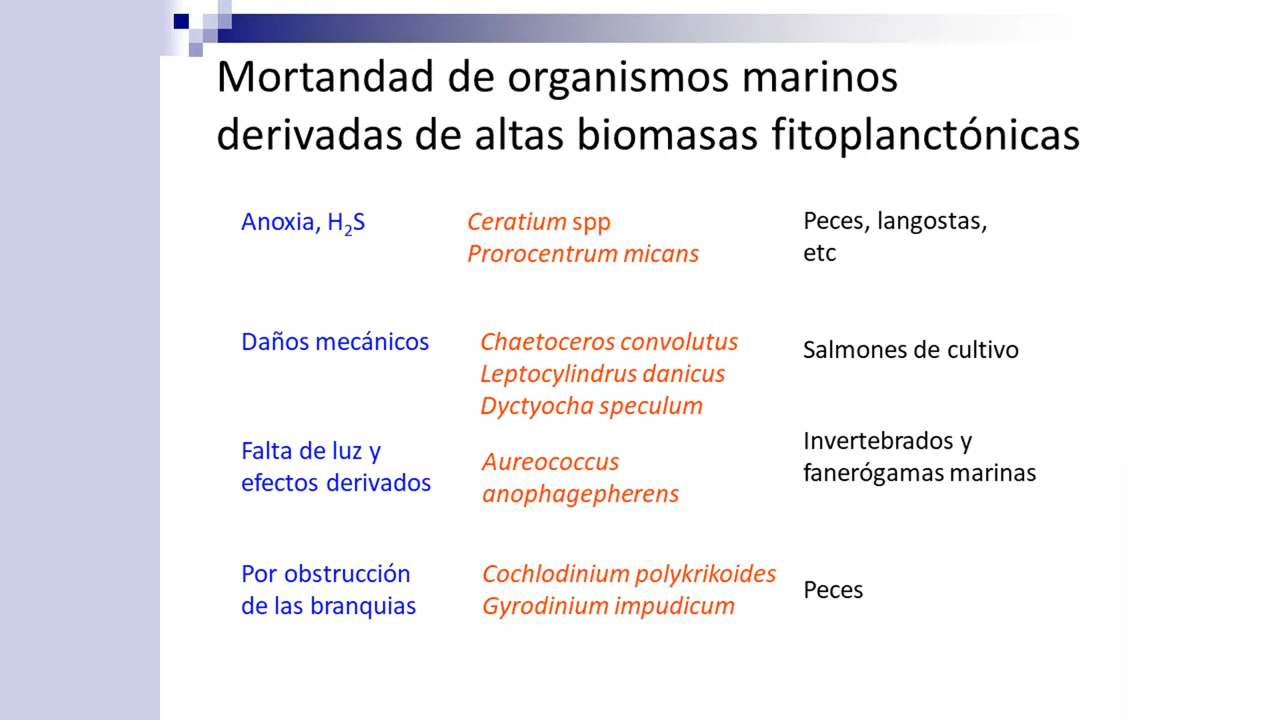 Mortandad de organismos marinos
derivadas de altas biomasas fitoplanctónicas
Anoxia, H₂S
Ceratium spp
Prorocentrum micans
Peces, langostas,
etc
Daños mecánicos
Chaetoceros convolutus
Leptocylindrus danicus
Dyctyocha speculum
Salmones de cultivo
Falta de luz y
efectos derivados
Aureococcus
anophagepherens
Invertebrados y
fanerógamas marinas
Por obstrucción
de las branquias
Cochlodinium polykrikoides
Gyrodinium impudicum
Peces